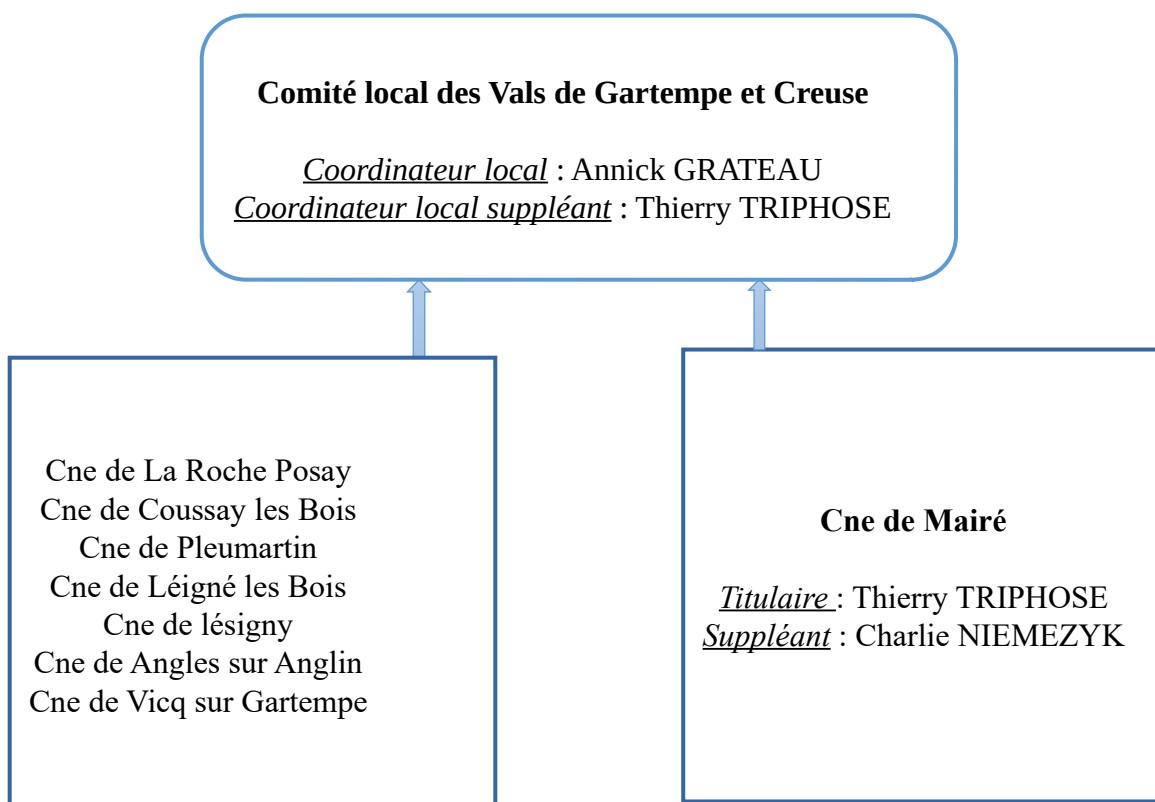 Comité local des Vals de Gartempe et Creuse
Coordinateur local : Annick GRATEAU
Coordinateur local suppléant : Thierry TRIPHOSE
Cne de La Roche Posay
Cne de Coussay les Bois
Cne de Pleumartin
Cne de Léigné les Bois
Cne de lésigny
Cne de Angles sur Anglin
Cne de Vicq sur Gartempe
Cne de Mairé
Titulaire : Thierry TRIPHOSE
Suppléant : Charlie NIEMEZYK